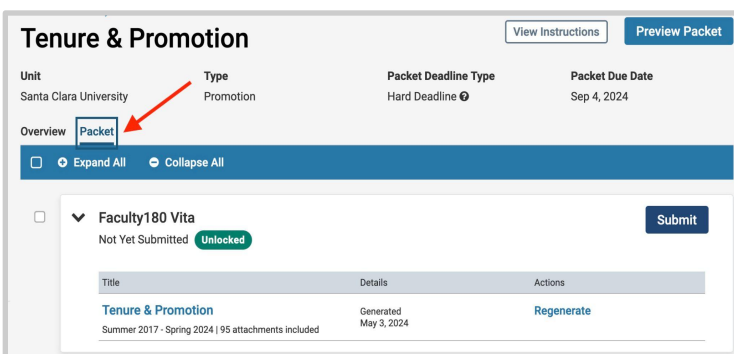 Tenure & Promotion
View Instructions
Preview Packet
Unit
Type
Packet Deadline Type
Packet Due Date
Santa Clara University
Promotion
Hard Deadline
Sep 4, 2024
Overview
Packet
Expand All
Collapse All
Faculty180 Vita
Submit
Not Yet Submitted
Unlocked
Title
Details
Actions
Tenure & Promotion
Generated
Regenerate
Summer 2017 - Spring 2024 | 95 attachments included
May 3, 2024